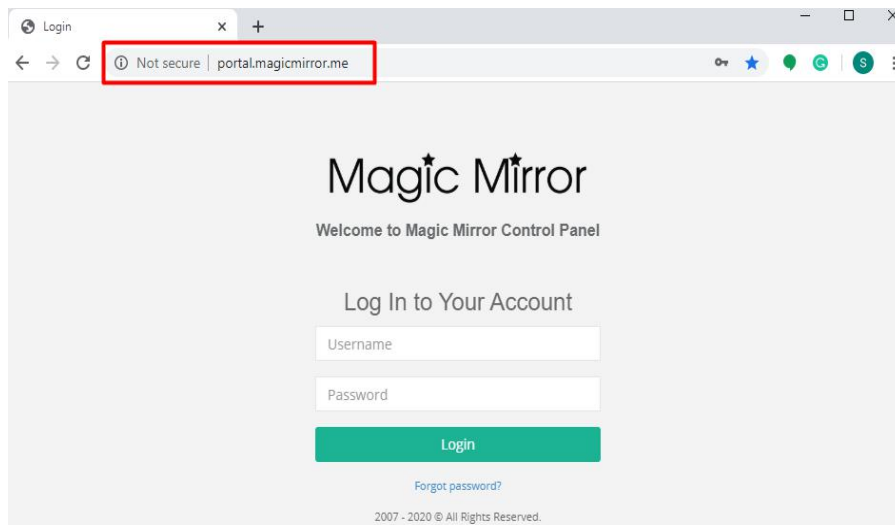 Login
Not secure | portal.magicmirror.me
S
Magic Mirror
Welcome to Magic Mirror Control Panel
Log In to Your Account
Username
Password
Login
Forgot password?
2007 - 2020 © All Rights Reserved.